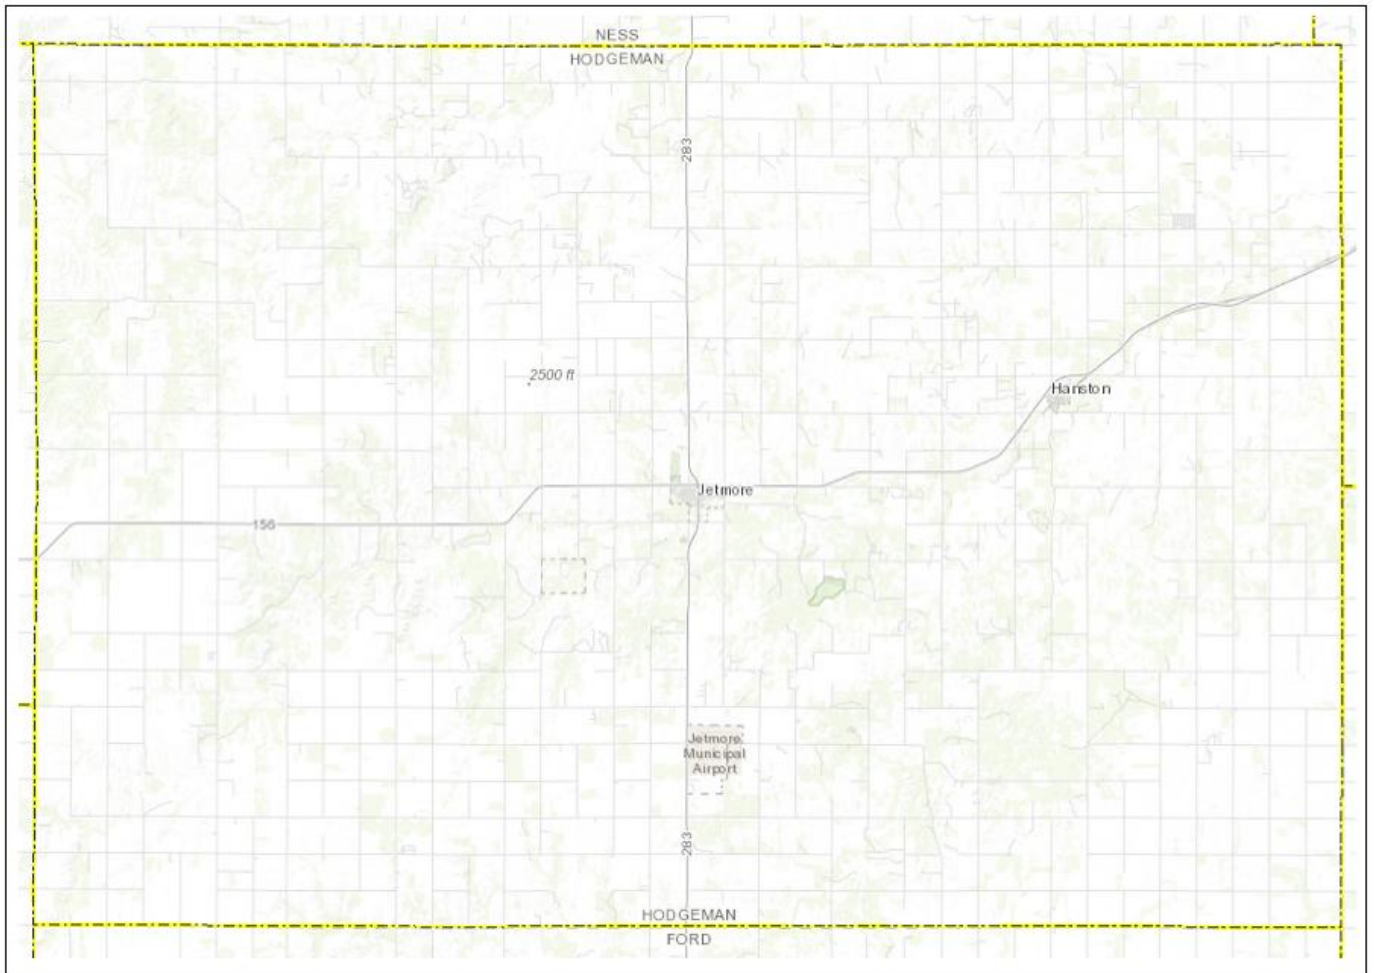 NESS
HODGEMAN
283
2500 ft
Hanston
Jetmore
156
Jetmore
Municipal
Airport
283
HODGEMAN
FORD